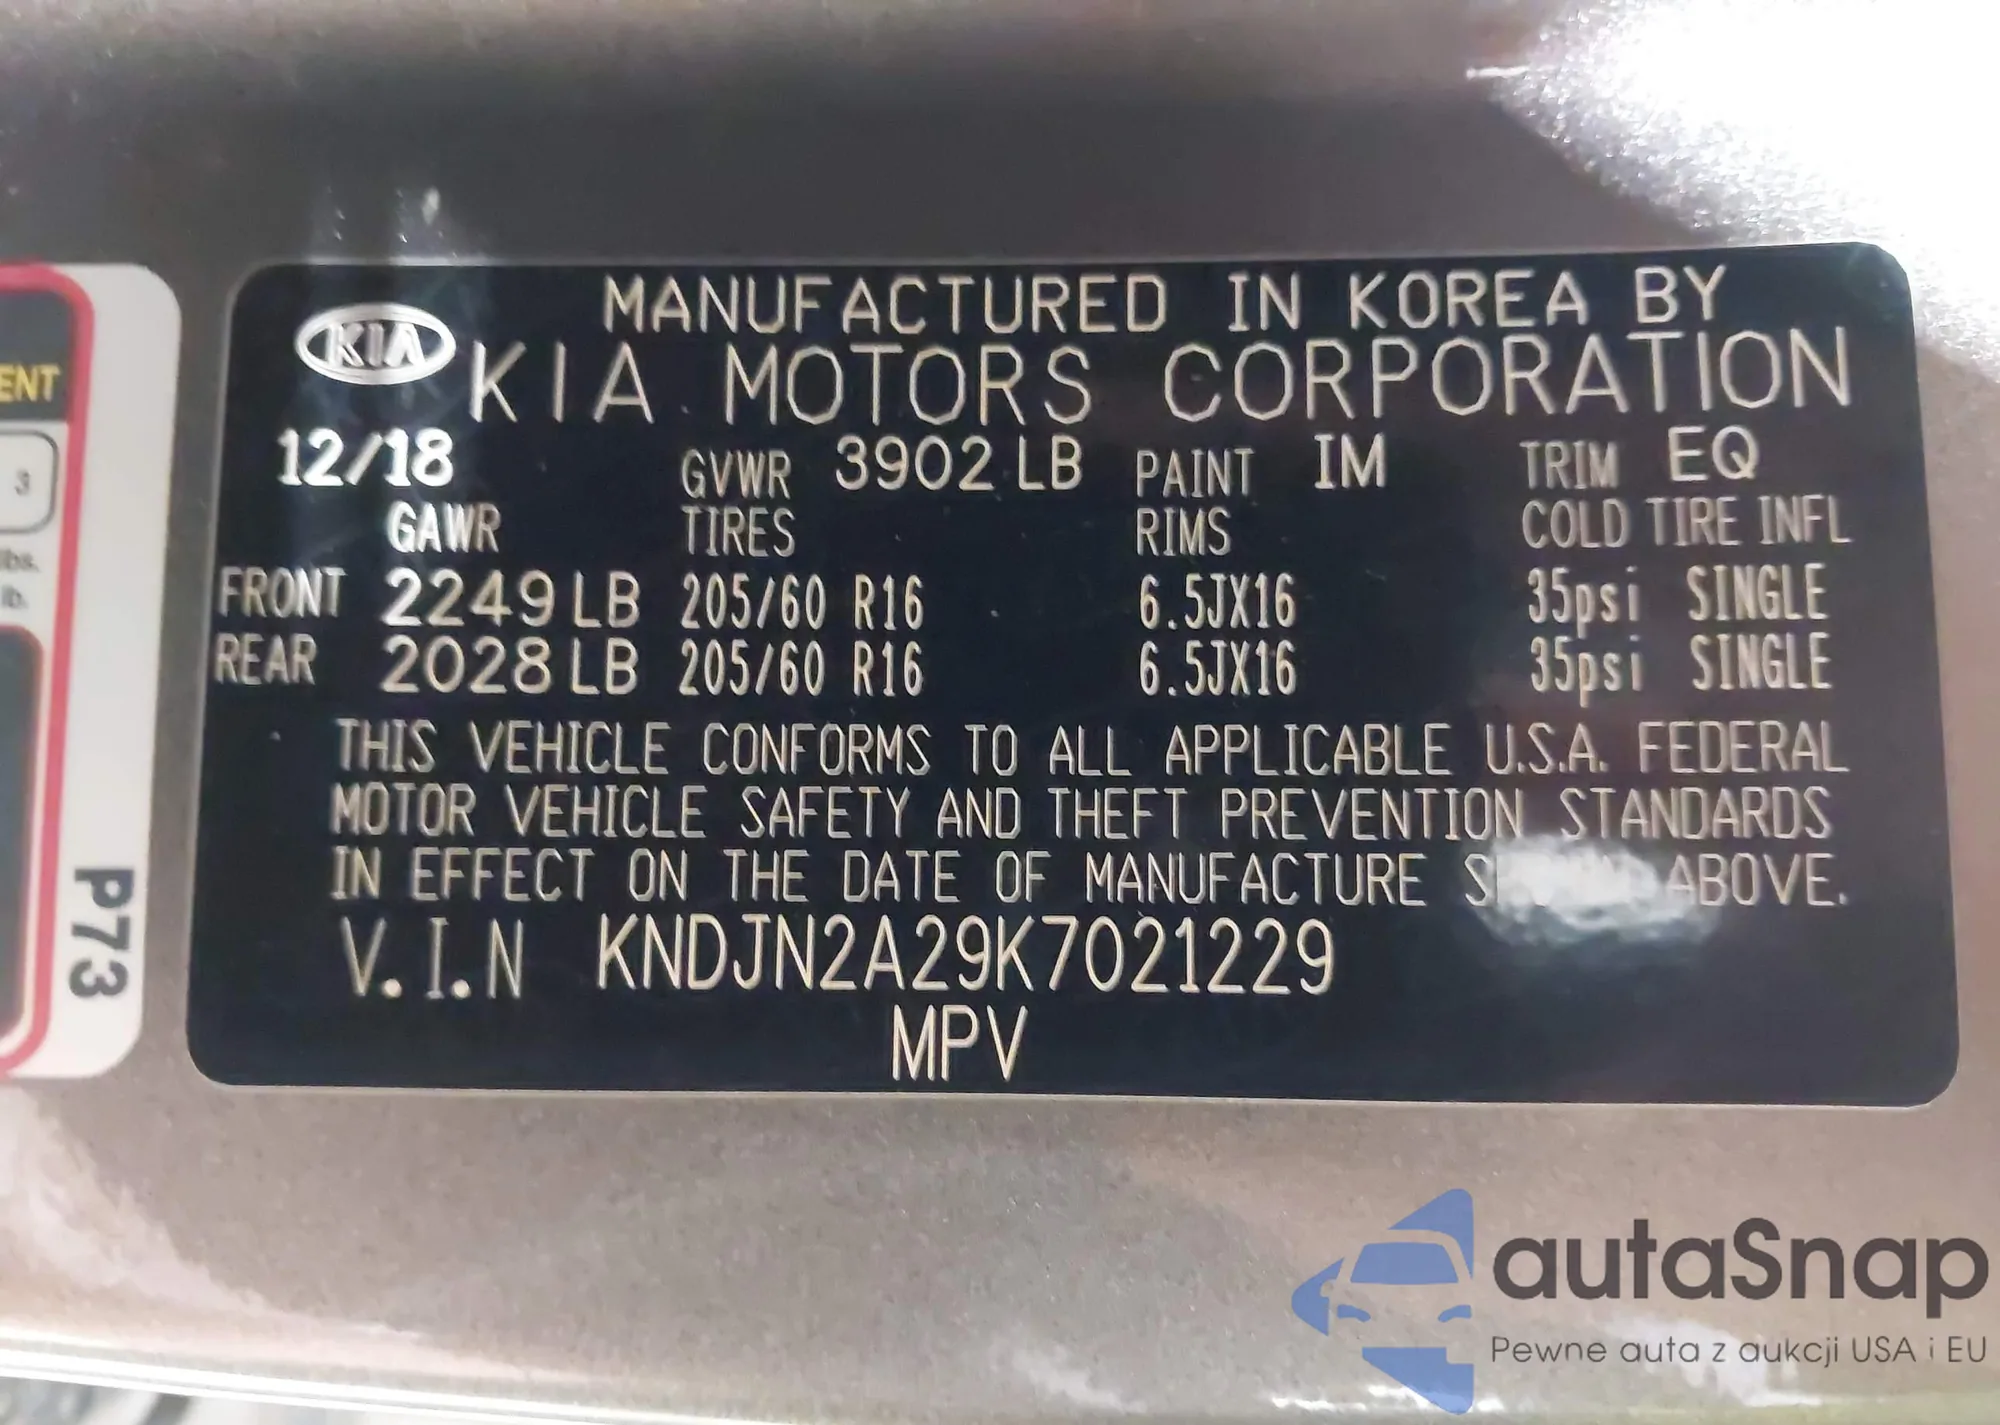 MANUFACTURED IN KOREA BY
KIA
KIA MOTORS CORPORATION
12/18 GVWR 3902 LB PAINT IM TRIM EQ
GAWR TIRES RIMS COLD TIRE INFL
FRONT 2249 LB 205/60 R16 6.5JX16 35psi SINGLE
REAR 2028 LB 205/60 R16 6.5JX16 35psi SINGLE
THIS VEHICLE CONFORMS TO ALL APPLICABLE U.S.A. FEDERAL
MOTOR VEHICLE SAFETY AND THEFT PREVENTION STANDARDS
IN EFFECT ON THE DATE OF MANUFACTURE ABOVE.
V.I.N KNDJN2A29K7021229
MPV
3
lbs.
lb.
P73
autaSnap
Pewne auta z aukcji USA i EU